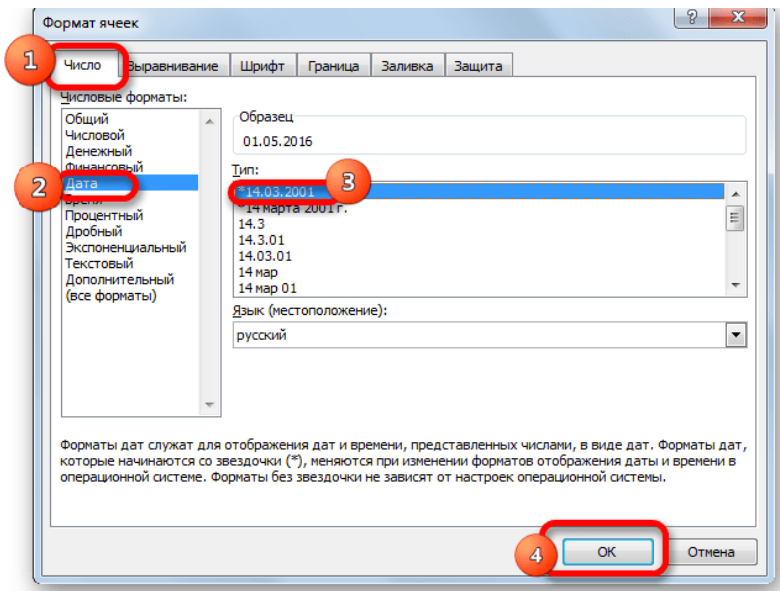 Формат ячеек
1
Число
Выравнивание
Шрифт
Граница
Заливка
Защита
Числовые форматы:
Общий
Числовой
Денежный
Финансовый
2
Дата
Время
Процентный
Дробный
Экспоненциальный
Текстовый
Дополнительный
(все форматы)
Образец
01.05.2016
Тип:
3
*14.03.2001
*14 марта 2001 г.
14.3
14.3.01
14.03.01
14 мар
14 мар 01
Язык (местоположение):
русский
Форматы дат служат для отображения дат и времени, представленных числами, в виде дат. Форматы дат,
которые начинаются со звездочки (*), меняются при изменении форматов отображения даты и времени в
операционной системе. Форматы без звездочки не зависят от настроек операционной системы.
4
ОК
Отмена